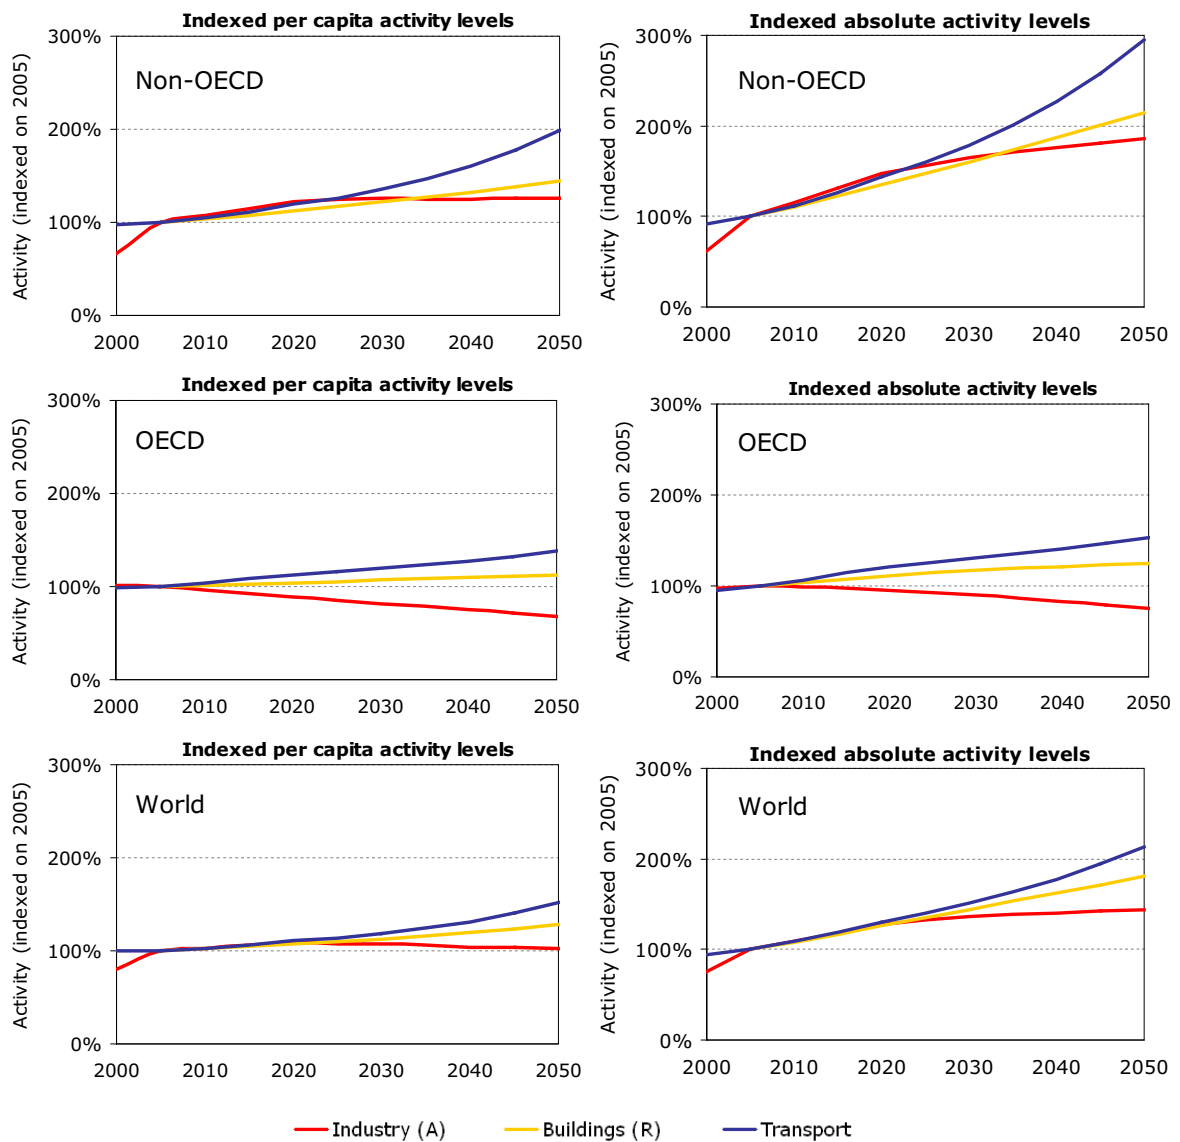 Indexed per capita activity levels
Activity (indexed on 2005)
300%
200%
100%
0%
Non-OECD
2000 2010 2020 2030 2040 2050
Indexed absolute activity levels
Activity (indexed on 2005)
300%
200%
100%
0%
Non-OECD
2000 2010 2020 2030 2040 2050
Indexed per capita activity levels
Activity (indexed on 2005)
300%
200%
100%
0%
OECD
2000 2010 2020 2030 2040 2050
Indexed absolute activity levels
Activity (indexed on 2005)
300%
200%
100%
0%
OECD
2000 2010 2020 2030 2040 2050
Indexed per capita activity levels
Activity (indexed on 2005)
300%
200%
100%
0%
World
2000 2010 2020 2030 2040 2050
Indexed absolute activity levels
Activity (indexed on 2005)
300%
200%
100%
0%
World
2000 2010 2020 2030 2040 2050
Industry (A) Buildings (R) Transport